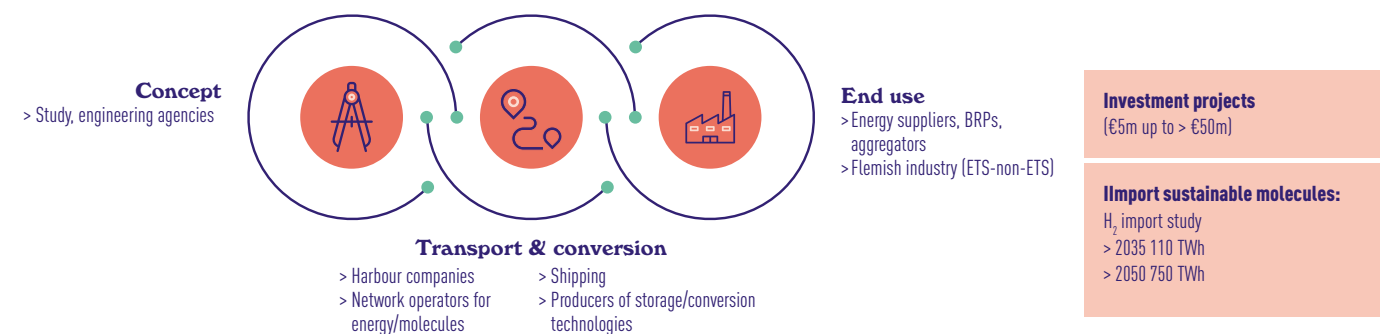 Concept
> Study, engineering agencies
End use
> Energy suppliers, BRPs,
aggregators
> Flemish industry (ETS-non-ETS)
Transport & conversion
> Harbour companies
> Network operators for
energy/molecules
> Shipping
> Producers of storage/conversion
technologies
Investment projects
(€5m up to > €50m)
IImport sustainable molecules:
H₂ import study
> 2035 110 TWh
> 2050 750 TWh